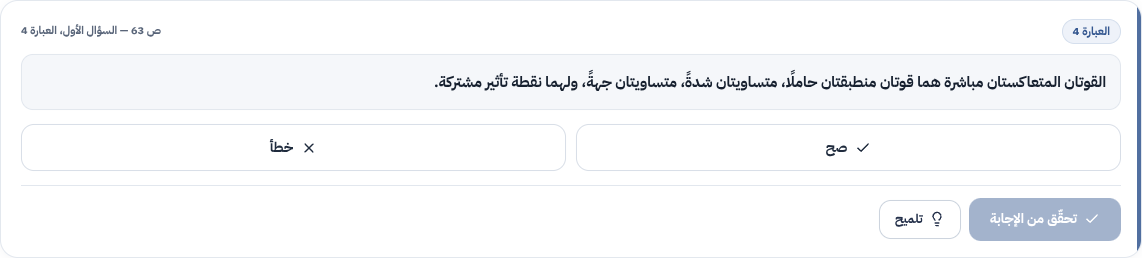 العبارة 4
ص 63 — السؤال الأول، العبارة 4
القوتان المتعاكستان مباشرة هما قوتان منطبقتان حاملًا، متساويتان شدةً، متساويتان جهةً، ولهما نقطة تأثير مشتركة.
صح
خطأ
تحقّق من الإجابة
تلميح